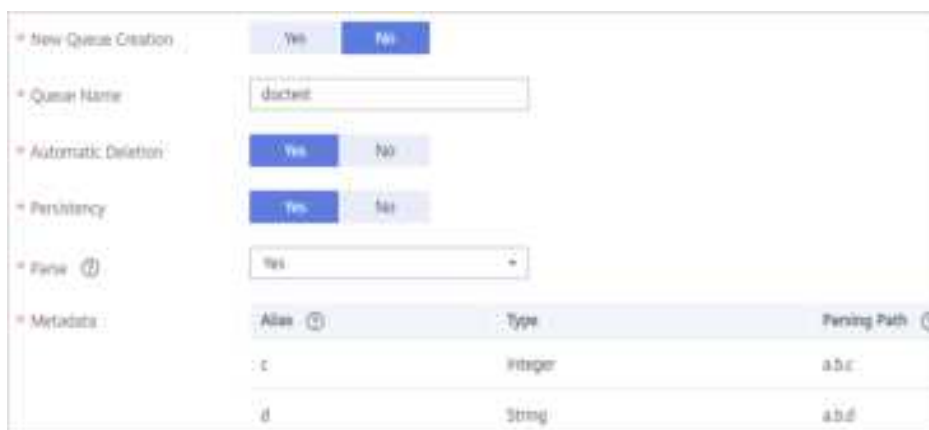 * New Queue Creation Yes No
* Queue Name doctest
* Automatic Deletion Yes No
* Persistency Yes No
* Parse ? Yes
* Metadata Alias ? Type Parsing Path ?
c Integer a.b.c
d String a.b.d